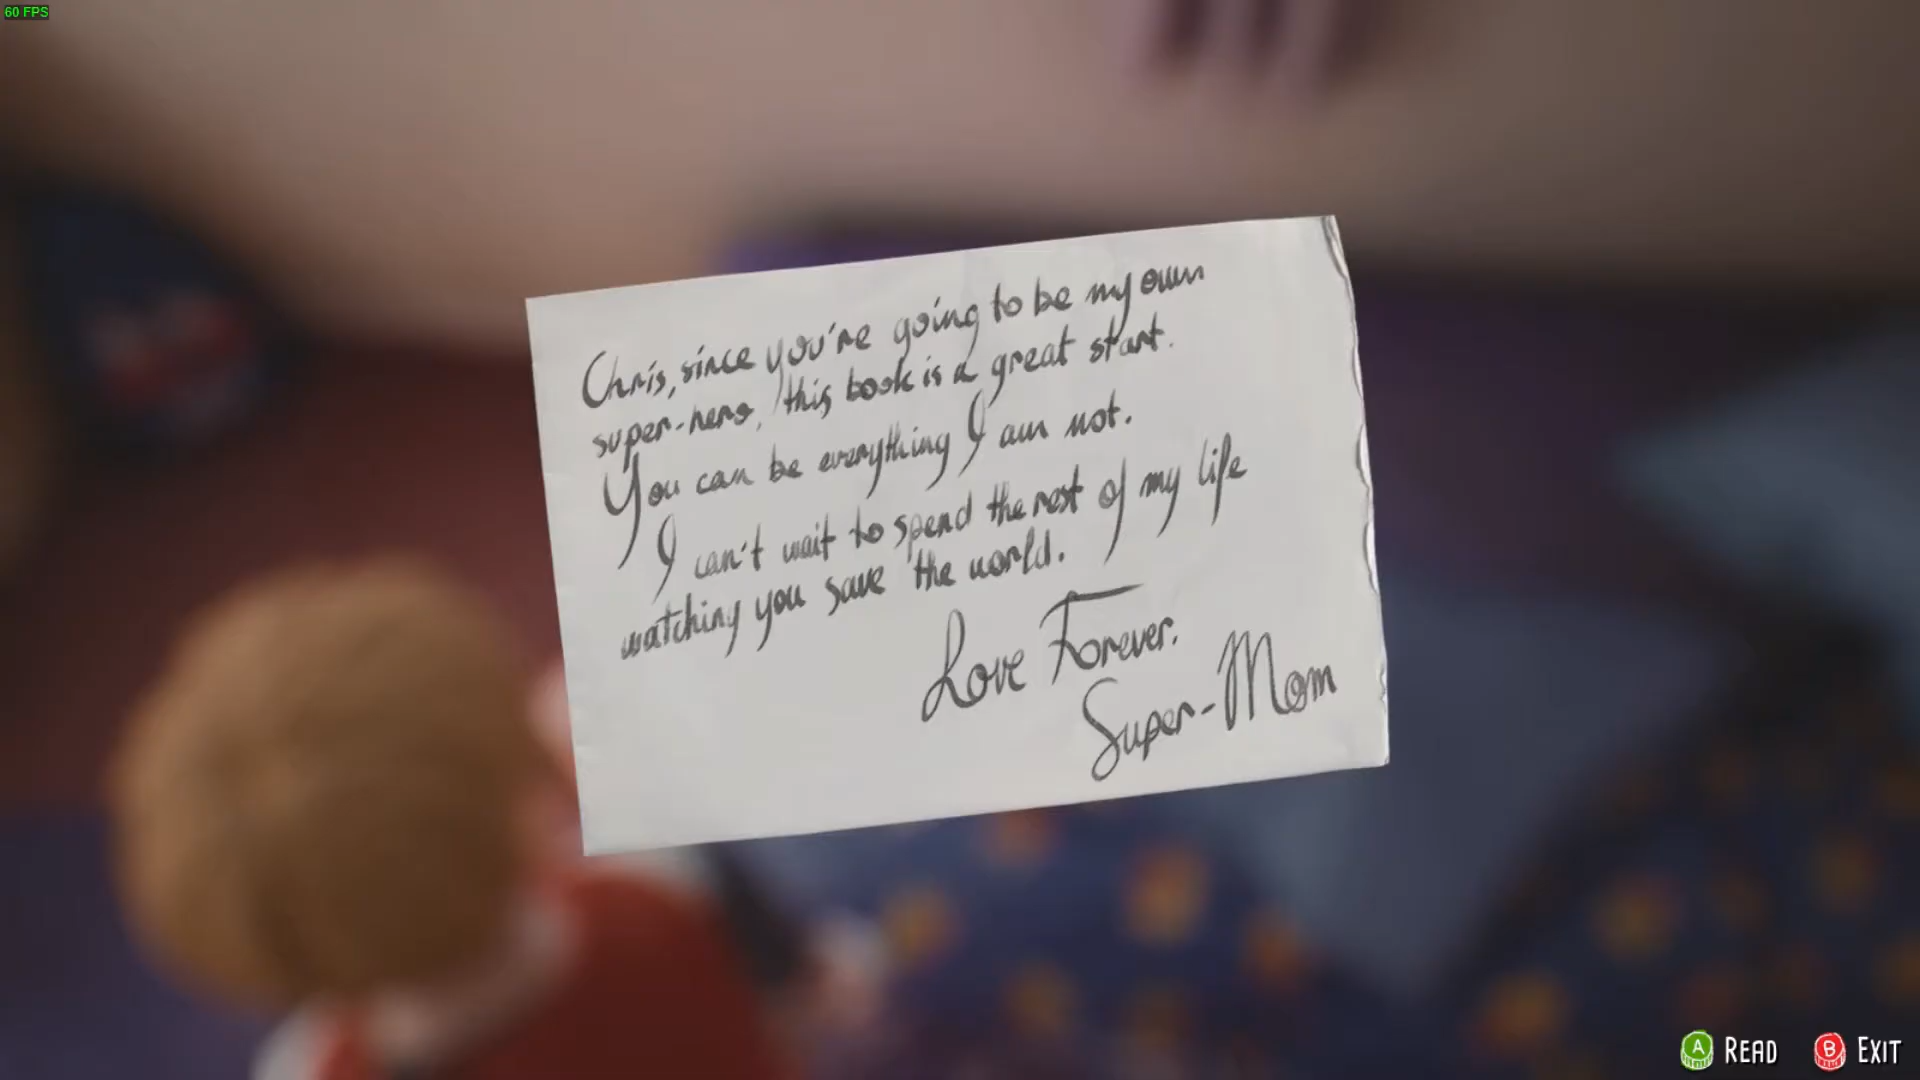 60 FPS
Chris, since you're going to be my own
super-hero, this book is a great start.
You can be everything I am not.
I can't wait to spend the rest of my life
watching you save the world.
Love Forever.
Super-Mom
A READ B EXIT